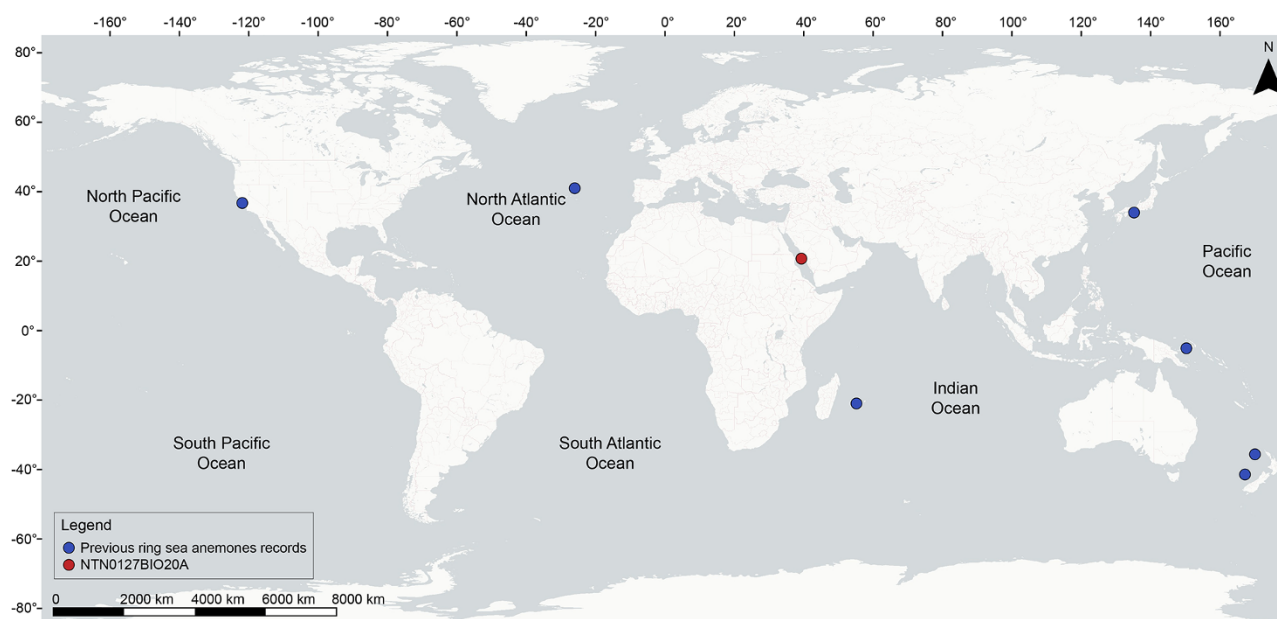 -160° -140° -120° -100° -80° -60° -40° -20° 0° 20° 40° 60° 80° 100° 120° 140° 160°
80°
N
60°
40°
North Pacific
Ocean
North Atlantic
Ocean
20°
Pacific
Ocean
0°
-20°
Indian
Ocean
South Pacific
Ocean
South Atlantic
Ocean
-40°
-60°
-80°
Legend
Previous ring sea anemones records
NTN0127BIO20A
0 2000 km 4000 km 6000 km 8000 km